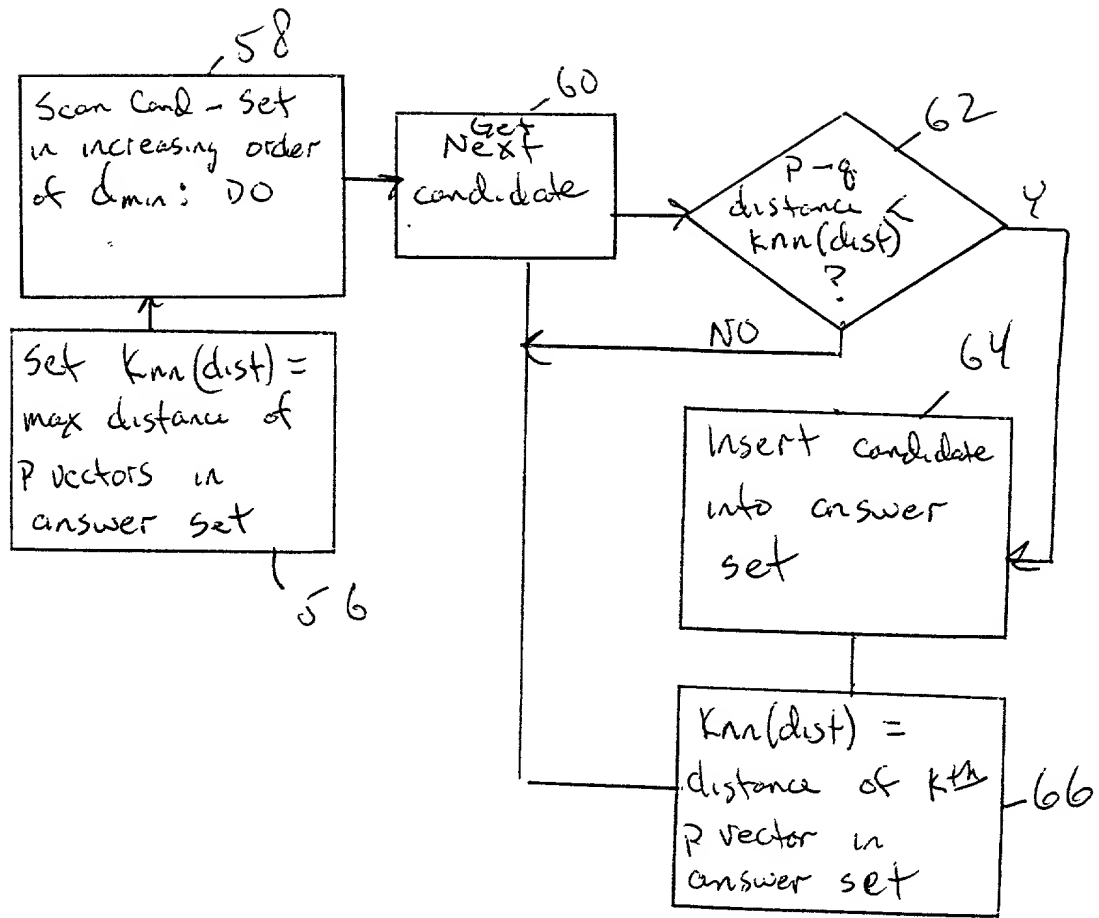 58
Scan Cand - Set
in increasing order
of dmin: DO
60
Get
Next
candidate
62
p-q
distance <
knn(dist)
?
Y
NO
Set Knn(dist) =
max distance of
P vectors in
answer set
56
64
Insert candidate
into answer
set
Knn(dist) =
distance of kth
P vector in
answer set
66